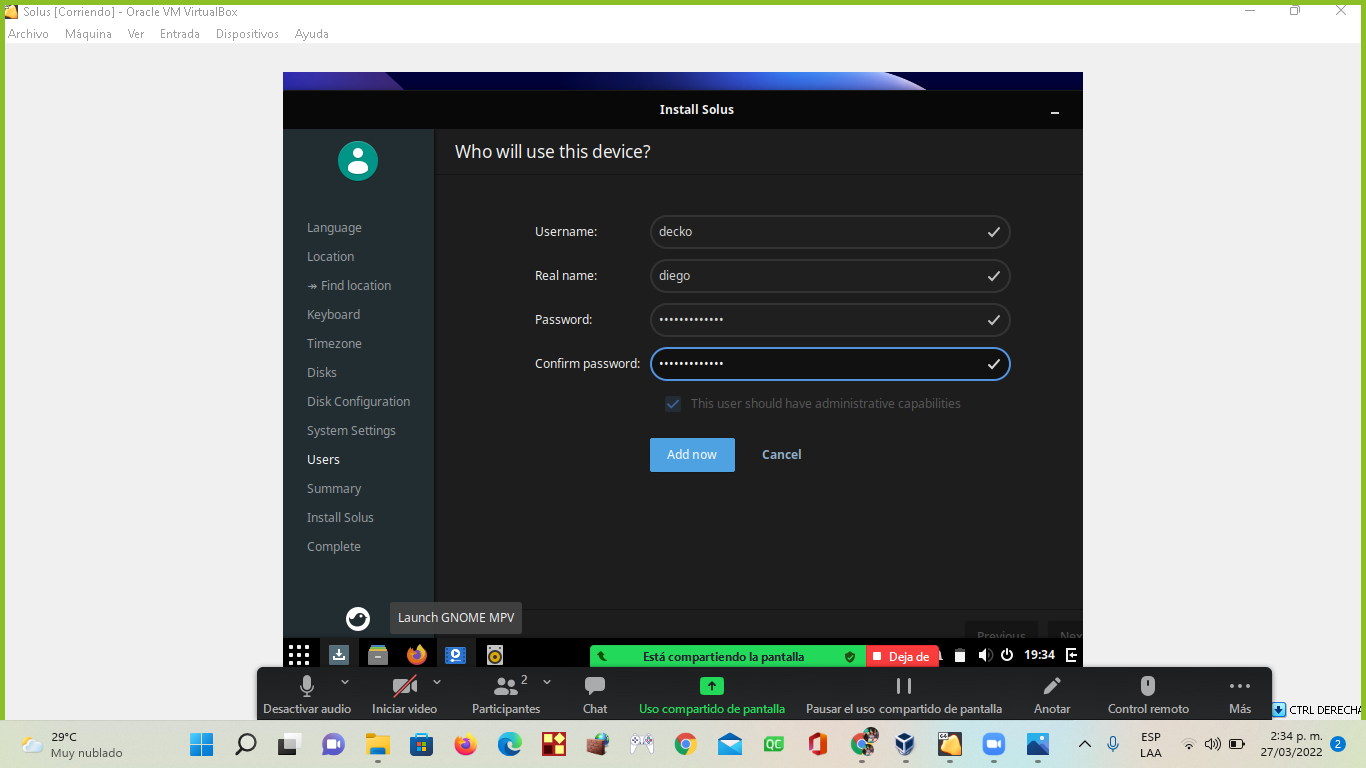 Solus [Corriendo] - Oracle VM VirtualBox
Archivo Máquina Ver Entrada Dispositivos Ayuda
Install Solus
Who will use this device?
Language
Location
↠ Find location
Keyboard
Timezone
Disks
Disk Configuration
System Settings
Users
Summary
Install Solus
Complete
Username: decko
Real name: diego
Password: •••••••••••••
Confirm password: •••••••••••••
This user should have administrative capabilities
Add now Cancel
Launch GNOME MPV
Previous Nex
Está compartiendo la pantalla Deja de
19:34
2
Desactivar audio Iniciar video Participantes Chat Uso compartido de pantalla Pausar el uso compartido de pantalla Anotar Control remoto Más
CTRL DERECHA
29°C
Muy nublado
QC
ESP
LAA
2:34 p. m.
27/03/2022
2